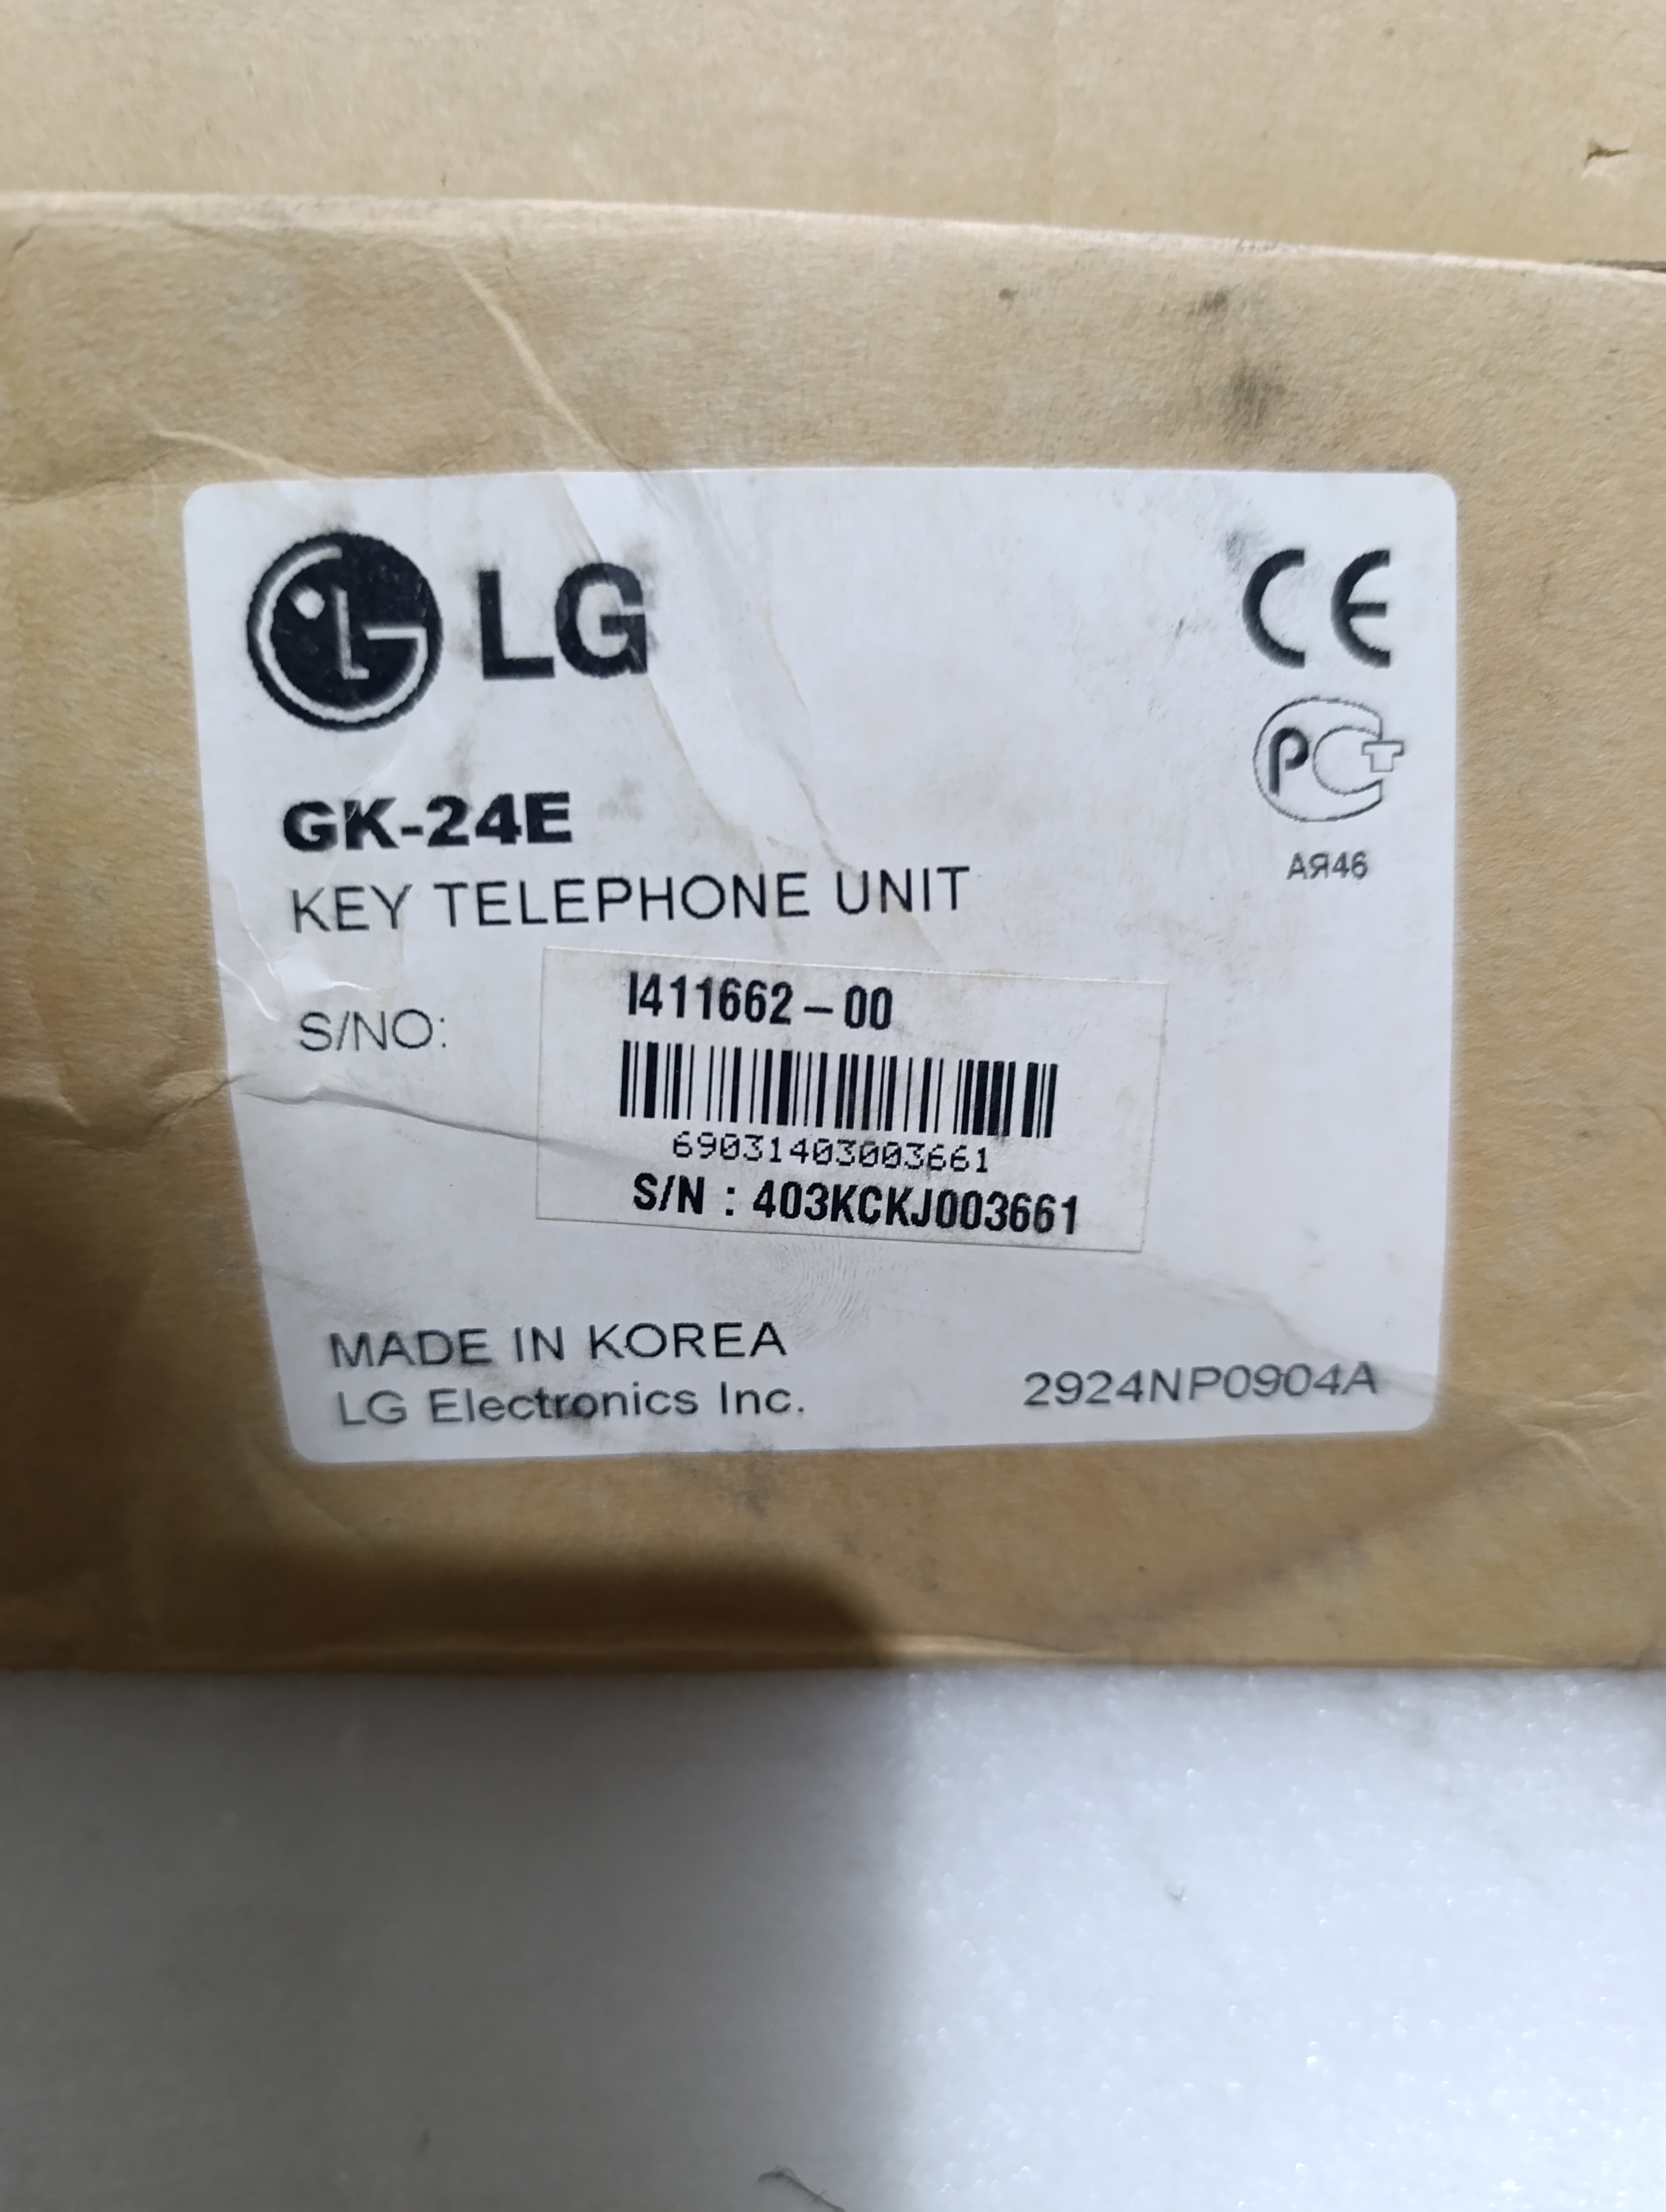 LG
CE
GK-24E
PCT
АЯ46
KEY TELEPHONE UNIT
S/NO:
I411662-00
69031403003661
S/N : 403KCKJ003661
MADE IN KOREA
LG Electronics Inc.
2924NP0904A